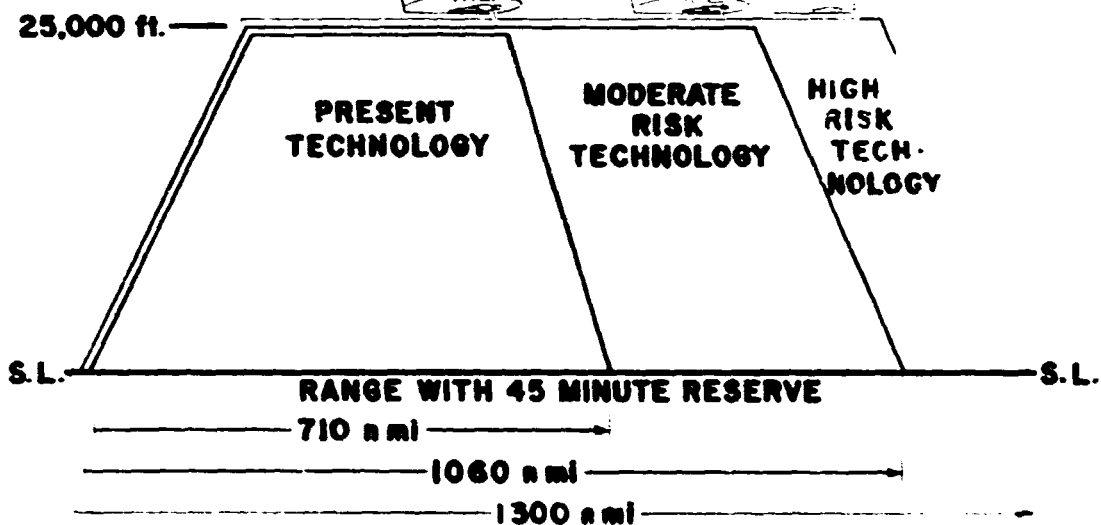 25,000 ft.
PRESENT
TECHNOLOGY
MODERATE
RISK
TECHNOLOGY
HIGH
RISK
TECH-
NOLOGY
S.L.
S.L.
RANGE WITH 45 MINUTE RESERVE
710 n mi
1060 n mi
1300 n mi